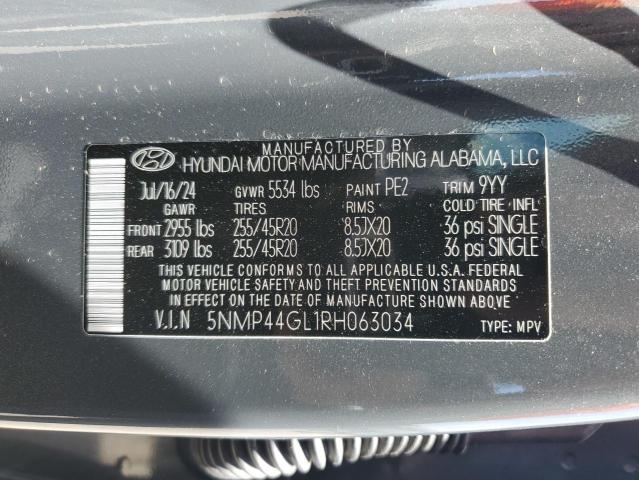 MANUFACTURED BY
HYUNDAI MOTOR MANUFACTURING ALABAMA, LLC
Jul/16/24 GVWR 5534 lbs PAINT PE2 TRIM 9YY
GAWR TIRES RIMS COLD TIRE INFL
FRONT 2955 lbs 255/45R20 8.5JX20 36 psi SINGLE
REAR 3109 lbs 255/45R20 8.5JX20 36 psi SINGLE
THIS VEHICLE CONFORMS TO ALL APPLICABLE U.S.A. FEDERAL
MOTOR VEHICLE SAFETY AND THEFT PREVENTION STANDARDS
IN EFFECT ON THE DATE OF MANUFACTURE SHOWN ABOVE.
V.I.N 5NMP44GL1RH063034 TYPE: MPV